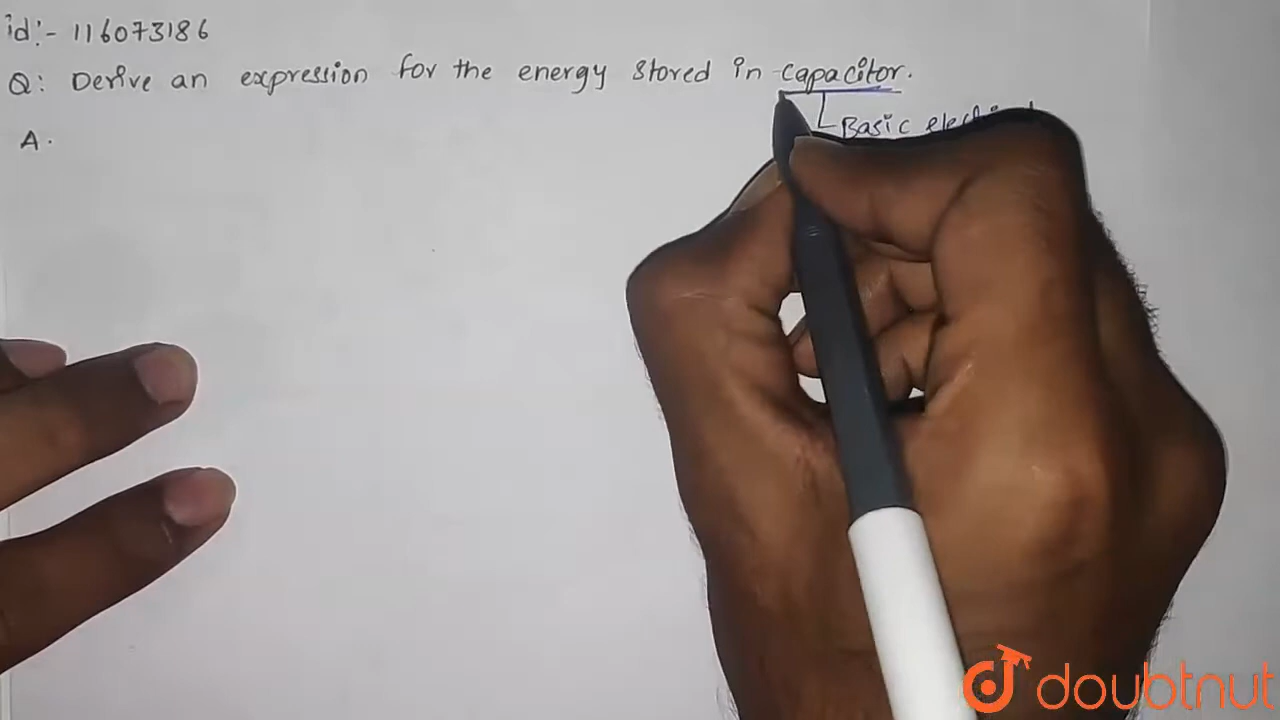 id:- 116073186
Q: Derive an expression for the energy stored in capacitor.
Basic
A.
doubtnut